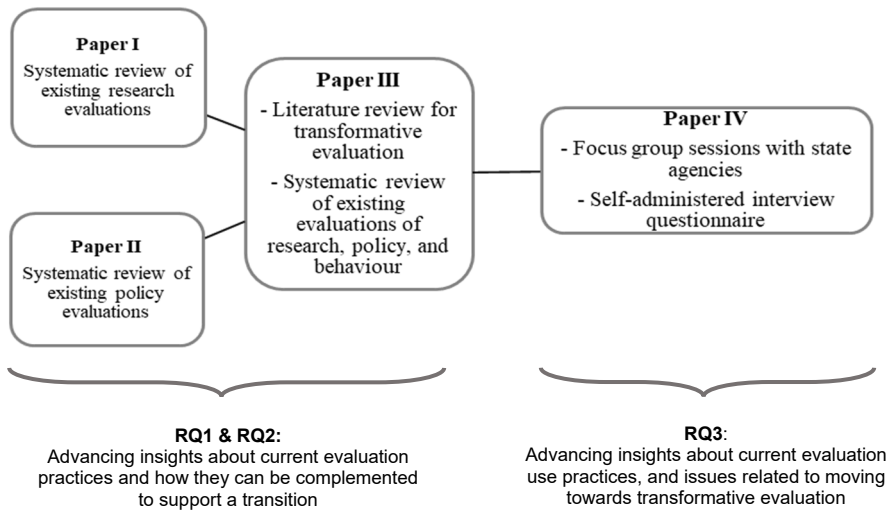 Paper I
Systematic review of
existing research
evaluations
Paper II
Systematic review of
existing policy
evaluations
Paper III
- Literature review for
transformative
evaluation
- Systematic review
of existing
evaluations of
research, policy, and
behaviour
Paper IV
- Focus group sessions with state
agencies
- Self-administered interview
questionnaire
RQ1 & RQ2:
Advancing insights about current evaluation
practices and how they can be complemented
to support a transition
RQ3:
Advancing insights about current evaluation
use practices, and issues related to moving
towards transformative evaluation